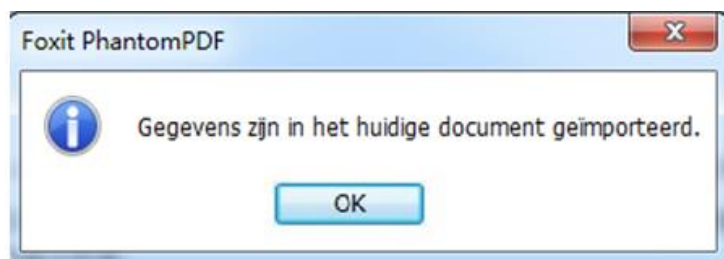 Foxit PhantomPDF
Gegevens zijn in het huidige document geïmporteerd.
OK